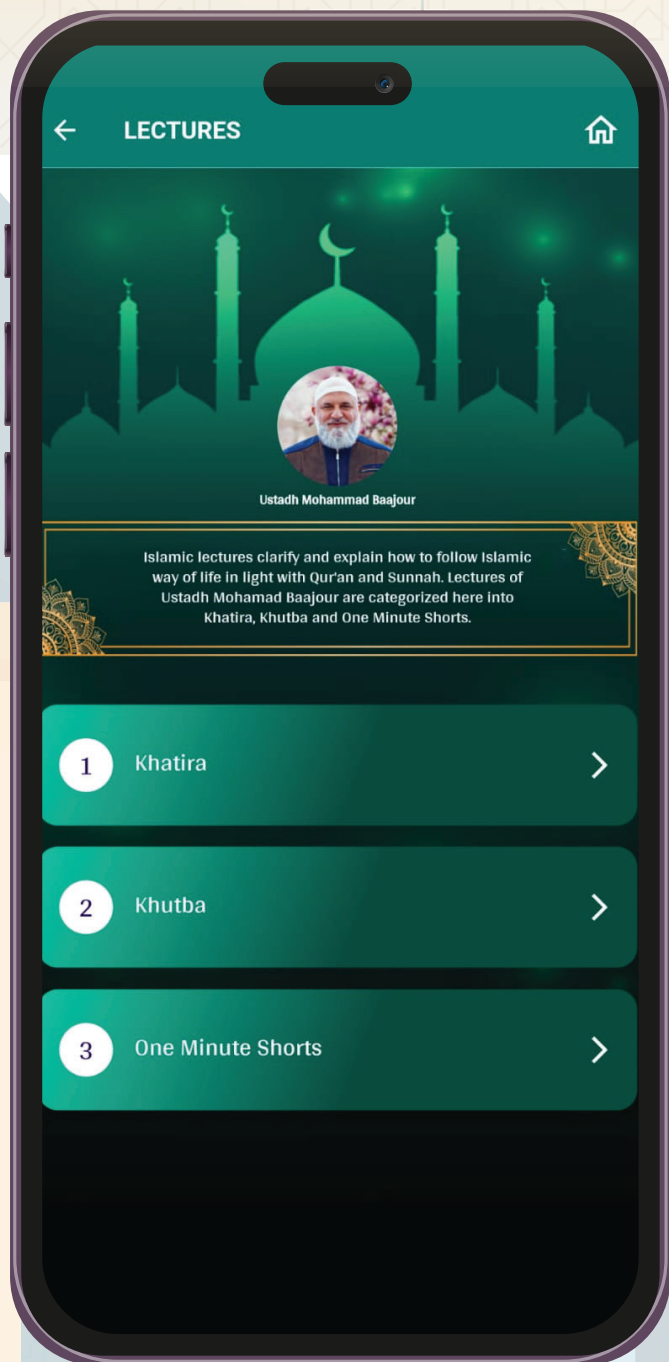 LECTURES
Ustadh Mohammad Baajour
Islamic lectures clarify and explain how to follow Islamic
way of life in light with Qur'an and Sunnah. Lectures of
Ustadh Mohamad Baajour are categorized here into
Khatira, Khutba and One Minute Shorts.
1 Khatira
2 Khutba
3 One Minute Shorts